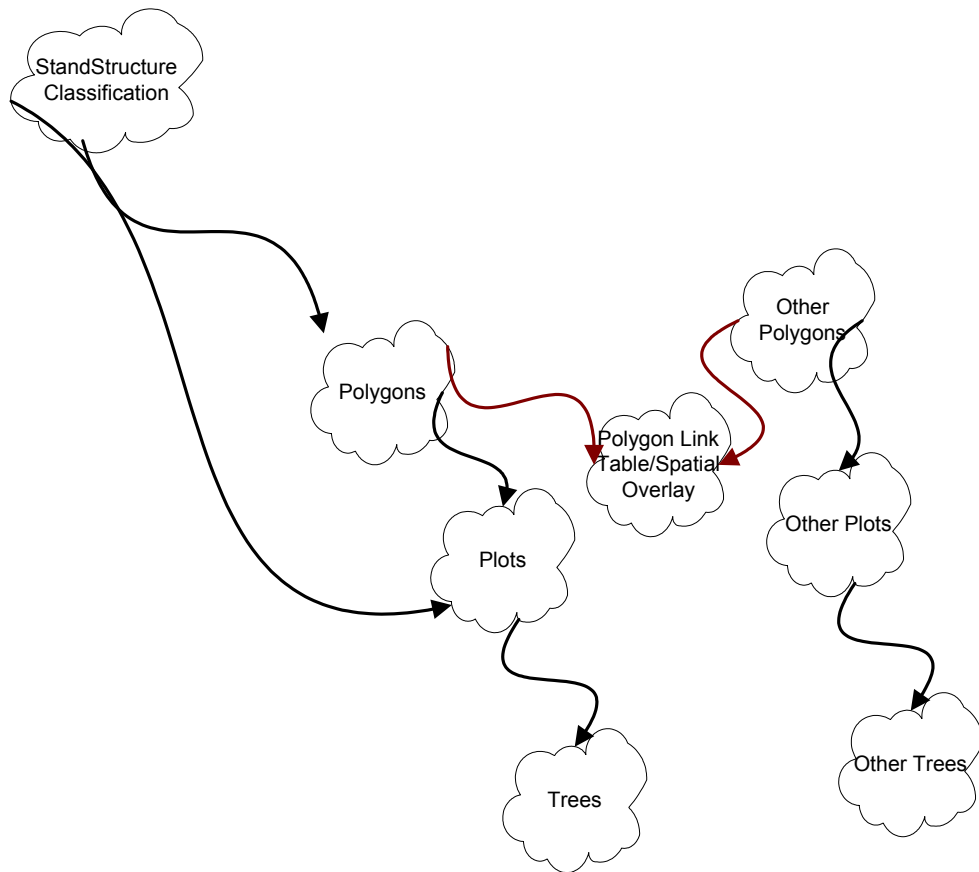 StandStructure
Classification
Other
Polygons
Polygons
Polygon Link
Table/Spatial
Overlay
Other Plots
Plots
Other Trees
Trees